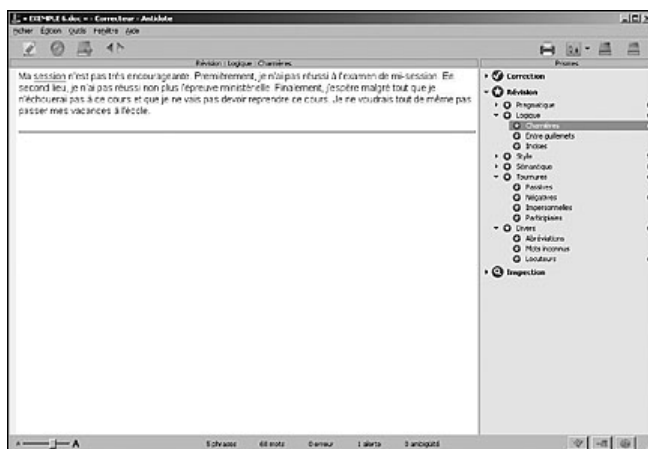 « EXEMPLE 6.doc » - Correcteur - Antidote
Fichier Édition Outils Fenêtre Aide
Révision : Logique : Charnières
Prismes
Ma session n'est pas très encourageante. Premièrement, je n'ai pas réussi à l'examen de mi-session. En
second lieu, je n'ai pas réussi non plus l'épreuve ministérielle. Finalement, j'espère malgré tout que je
n'échouerai pas à ce cours et que je ne vais pas devoir reprendre ce cours. Je ne voudrais tout de même pas
passer mes vacances à l'école.
Correction
Révision
Pragmatique
Logique
Charnières
Entre guillemets
Incises
Style
Sémantique
Tournures
Passives
Négatives
Impersonnelles
Participiales
Divers
Abréviations
Mots inconnus
Locuteurs
Inspection
A A 5 phrases 68 mots 0 erreur 1 alerte 0 ambiguïté